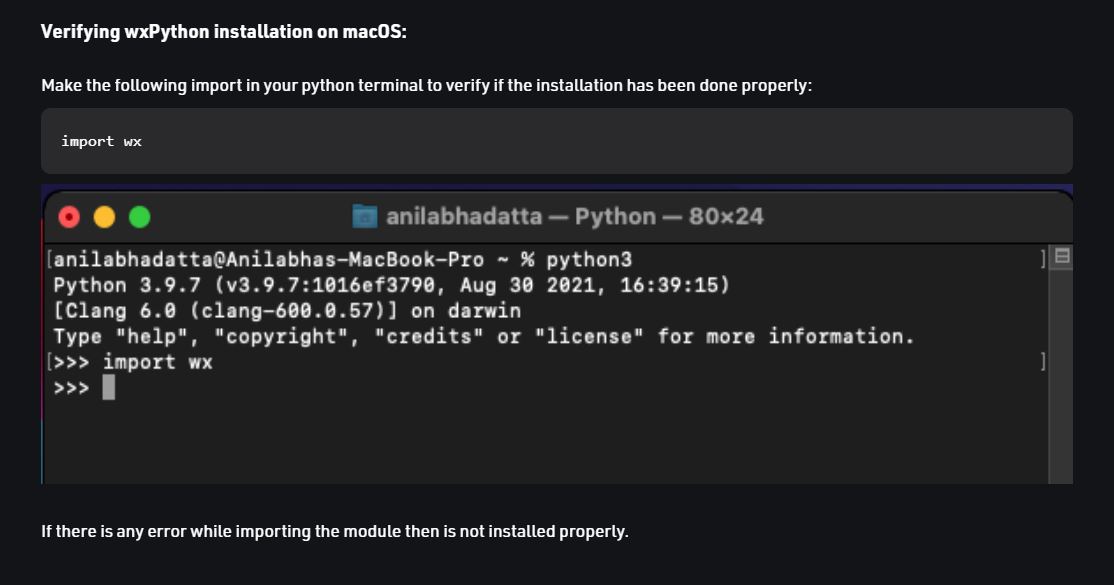 Verifying wxPython installation on macOS:
Make the following import in your python terminal to verify if the installation has been done properly:
import wx
anilabhadatta — Python — 80×24
[anilabhadatta@Anilabhas-MacBook-Pro ~ % python3 ]
Python 3.9.7 (v3.9.7:1016ef3790, Aug 30 2021, 16:39:15)
[Clang 6.0 (clang-600.0.57)] on darwin
Type "help", "copyright", "credits" or "license" for more information.
[>>> import wx ]
>>>
If there is any error while importing the module then is not installed properly.